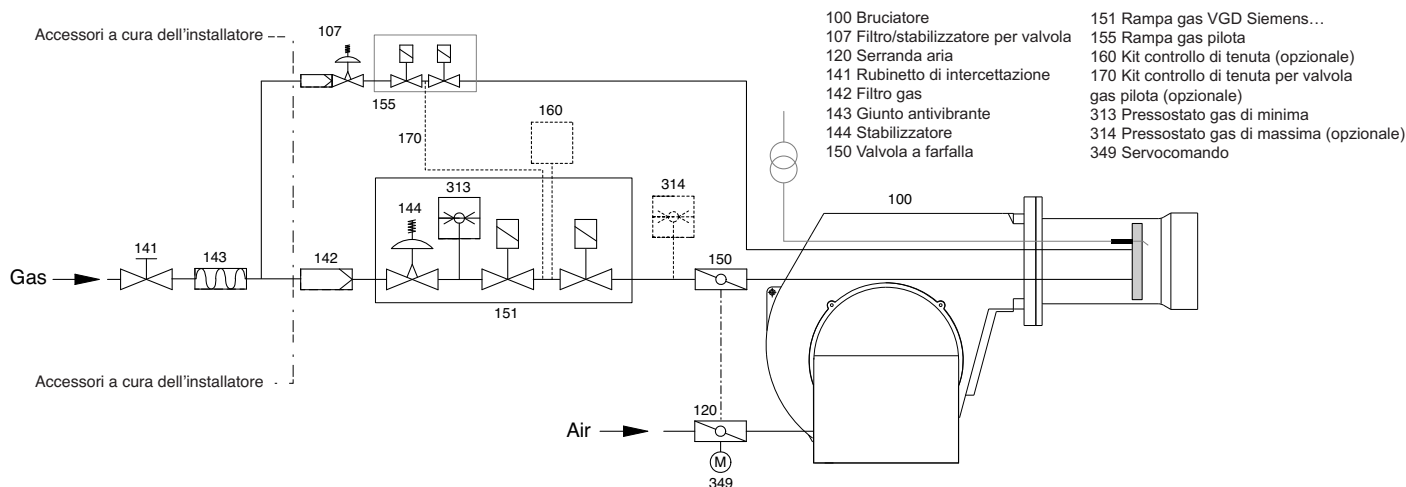 Accessori a cura dell'installatore
107
155
160
170
313
314
144
100
141
143
142
150
151
Gas
Accessori a cura dell'installatore
120
Air
M
349
100 Bruciatore
107 Filtro/stabilizzatore per valvola
120 Serranda aria
141 Rubinetto di intercettazione
142 Filtro gas
143 Giunto antivibrante
144 Stabilizzatore
150 Valvola a farfalla
151 Rampa gas VGD Siemens…
155 Rampa gas pilota
160 Kit controllo di tenuta (opzionale)
170 Kit controllo di tenuta per valvola
gas pilota (opzionale)
313 Pressostato gas di minima
314 Pressostato gas di massima (opzionale)
349 Servocomando